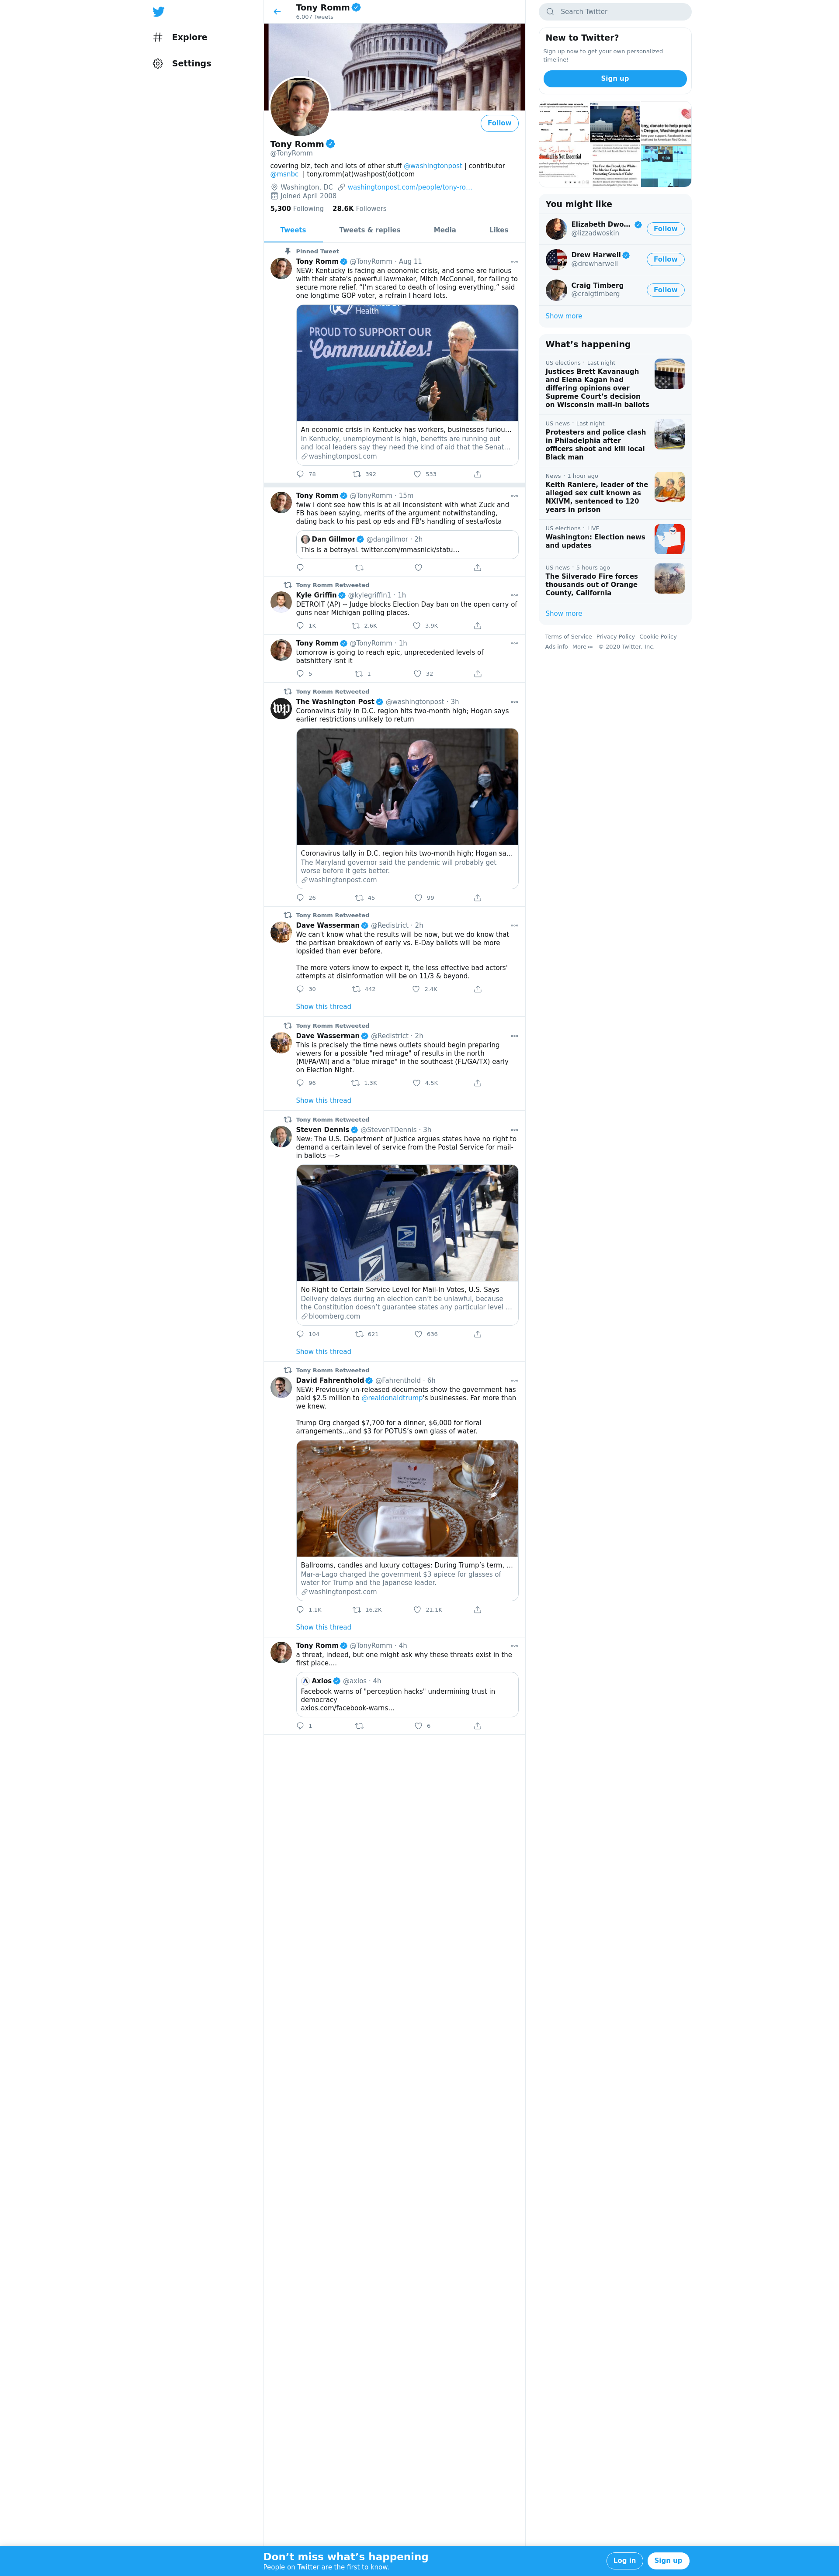 Explore
Settings
Tony Romm
6,007 Tweets
Follow
Tony Romm
@TonyRomm
covering biz, tech and lots of other stuff @washingtonpost | contributor
@msnbc | tony.romm(at)washpost(dot)com
Washington, DC washingtonpost.com/people/tony-ro…
Joined April 2008
5,300 Following 28.6K Followers
Tweets Tweets & replies Media Likes
Pinned Tweet
Tony Romm @TonyRomm · Aug 11
NEW: Kentucky is facing an economic crisis, and some are furious
with their state’s powerful lawmaker, Mitch McConnell, for failing to
secure more relief. “I’m scared to death of losing everything,” said
one longtime GOP voter, a refrain I heard lots.
Health
PROUD TO SUPPORT OUR
Communities!
An economic crisis in Kentucky has workers, businesses furiou…
In Kentucky, unemployment is high, benefits are running out
and local leaders say they need the kind of aid that the Senat…
washingtonpost.com
78 392 533
Tony Romm @TonyRomm · 15m
fwiw i dont see how this is at all inconsistent with what Zuck and
FB has been saying, merits of the argument notwithstanding,
dating back to his past op eds and FB’s handling of sesta/fosta
Dan Gillmor @dangillmor · 2h
This is a betrayal. twitter.com/mmasnick/statu…
Tony Romm Retweeted
Kyle Griffin @kylegriffin1 · 1h
DETROIT (AP) -- Judge blocks Election Day ban on the open carry of
guns near Michigan polling places.
1K 2.6K 3.9K
Tony Romm @TonyRomm · 1h
tomorrow is going to reach epic, unprecedented levels of
batshittery isnt it
5 1 32
Tony Romm Retweeted
wp
The Washington Post @washingtonpost · 3h
Coronavirus tally in D.C. region hits two-month high; Hogan says
earlier restrictions unlikely to return
Coronavirus tally in D.C. region hits two-month high; Hogan sa…
The Maryland governor said the pandemic will probably get
worse before it gets better.
washingtonpost.com
26 45 99
Tony Romm Retweeted
Dave Wasserman @Redistrict · 2h
We can't know what the results will be now, but we do know that
the partisan breakdown of early vs. E-Day ballots will be more
lopsided than ever before.
The more voters know to expect it, the less effective bad actors'
attempts at disinformation will be on 11/3 & beyond.
30 442 2.4K
Show this thread
Tony Romm Retweeted
Dave Wasserman @Redistrict · 2h
This is precisely the time news outlets should begin preparing
viewers for a possible "red mirage" of results in the north
(MI/PA/WI) and a "blue mirage" in the southeast (FL/GA/TX) early
on Election Night.
96 1.3K 4.5K
Show this thread
Tony Romm Retweeted
Steven Dennis @StevenTDennis · 3h
New: The U.S. Department of Justice argues states have no right to
demand a certain level of service from the Postal Service for mail-
in ballots —>
No Right to Certain Service Level for Mail-In Votes, U.S. Says
Delivery delays during an election can’t be unlawful, because
the Constitution doesn’t guarantee states any particular level …
bloomberg.com
104 621 636
Show this thread
Tony Romm Retweeted
David Fahrenthold @Fahrenthold · 6h
NEW: Previously un-released documents show the government has
paid $2.5 million to @realdonaldtrump's businesses. Far more than
we knew.
Trump Org charged $7,700 for a dinner, $6,000 for floral
arrangements…and $3 for POTUS’s own glass of water.
Ballrooms, candles and luxury cottages: During Trump’s term, …
Mar-a-Lago charged the government $3 apiece for glasses of
water for Trump and the Japanese leader.
washingtonpost.com
1.1K 16.2K 21.1K
Show this thread
Tony Romm @TonyRomm · 4h
a threat, indeed, but one might ask why these threats exist in the
first place....
Axios @axios · 4h
Facebook warns of "perception hacks" undermining trust in
democracy
axios.com/facebook-warns…
1 6
Search Twitter
New to Twitter?
Sign up now to get your own personalized
timeline!
Sign up
You might like
Elizabeth Dwo…
@lizzadwoskin
Follow
Drew Harwell
@drewharwell
Follow
Craig Timberg
@craigtimberg
Follow
Show more
What’s happening
US elections · Last night
Justices Brett Kavanaugh
and Elena Kagan had
differing opinions over
Supreme Court’s decision
on Wisconsin mail-in ballots
US news · Last night
Protesters and police clash
in Philadelphia after
officers shoot and kill local
Black man
News · 1 hour ago
Keith Raniere, leader of the
alleged sex cult known as
NXIVM, sentenced to 120
years in prison
US elections · LIVE
Washington: Election news
and updates
US news · 5 hours ago
The Silverado Fire forces
thousands out of Orange
County, California
Show more
Terms of Service Privacy Policy Cookie Policy
Ads info More © 2020 Twitter, Inc.
Don’t miss what’s happening
People on Twitter are the first to know.
Log in
Sign up